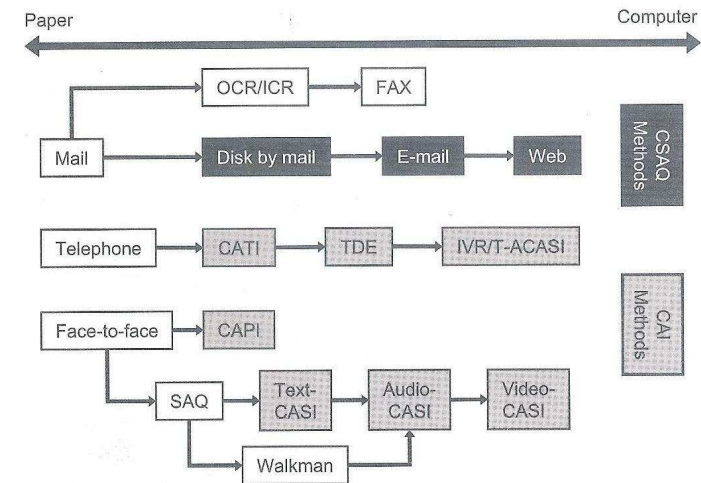 Paper
Computer
OCR/ICR
FAX
Mail
Disk by mail
E-mail
Web
CSAQ
Methods
Telephone
CATI
TDE
IVR/T-ACASI
Face-to-face
CAPI
CAI
Methods
SAQ
Text-
CASI
Audio-
CASI
Video-
CASI
Walkman